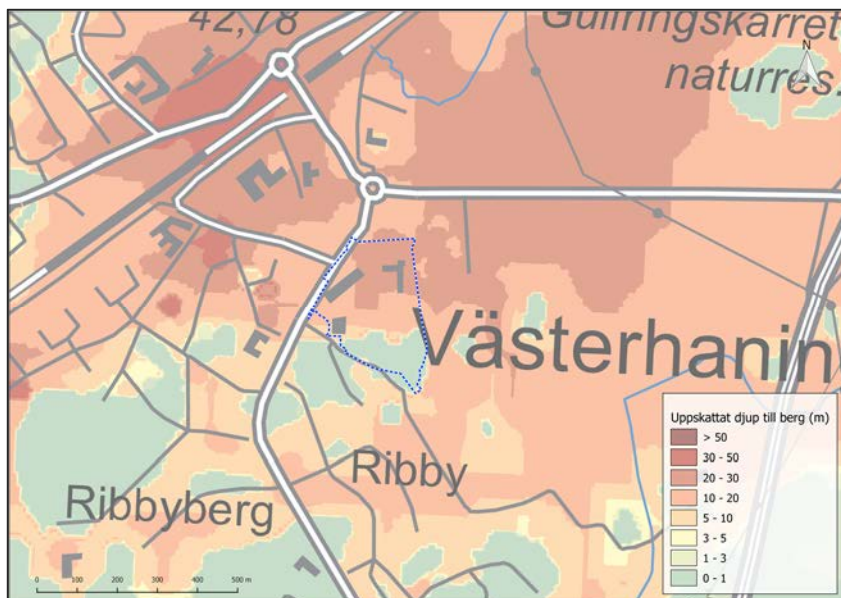 42,78
Gullringskärret
naturres.
N
Västerhanin
Ribby
Ribbyberg
Uppskattat djup till berg (m)
> 50
30 - 50
20 - 30
10 - 20
5 - 10
3 - 5
1 - 3
0 - 1
0 100 200 300 400 500 m